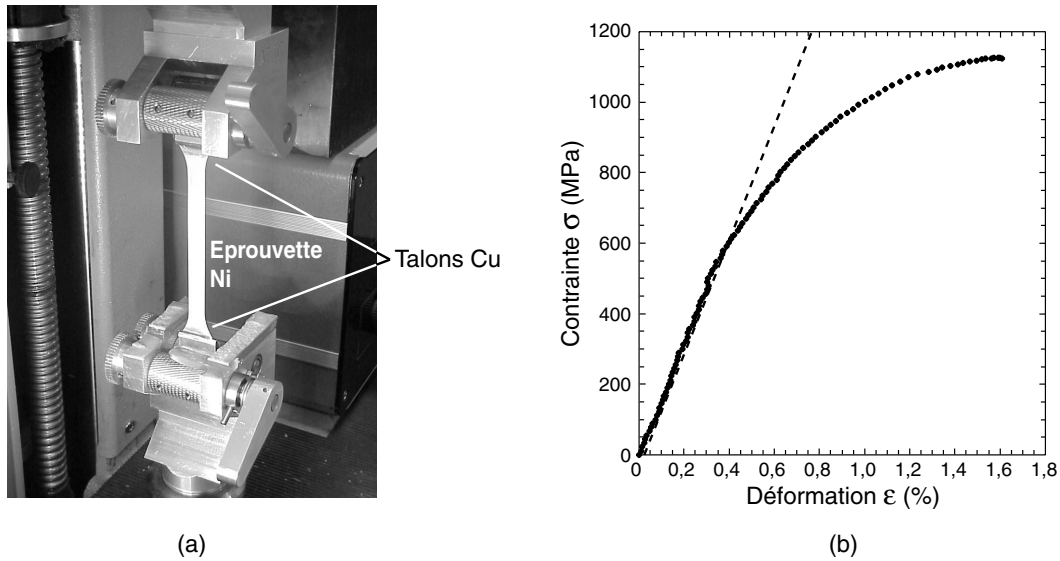 Eprouvette
Ni
Talons Cu
(a)
Contrainte σ (MPa)
1200
1000
800
600
400
200
0
0
0,2
0,4
0,6
0,8
1,0
1,2
1,4
1,6
1,8
Déformation ε (%)
(b)